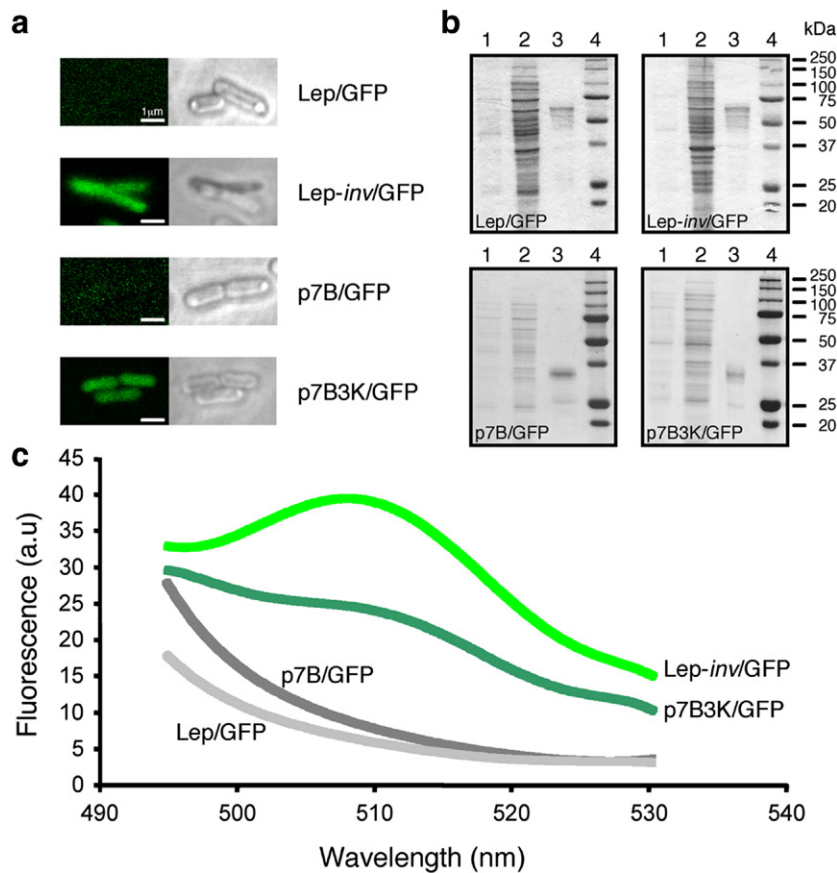 a
1μm
Lep/GFP
Lep-inv/GFP
p7B/GFP
p7B3K/GFP
b
1 2 3 4
1 2 3 4
kDa
250
150
100
75
50
37
25
20
Lep/GFP
Lep-inv/GFP
1 2 3 4
1 2 3 4
250
150
100
75
50
37
25
20
p7B/GFP
p7B3K/GFP
c
45
40
35
30
25
20
15
10
5
0
Fluorescence (a.u)
p7B/GFP
Lep/GFP
Lep-inv/GFP
p7B3K/GFP
490 500 510 520 530 540
Wavelength (nm)